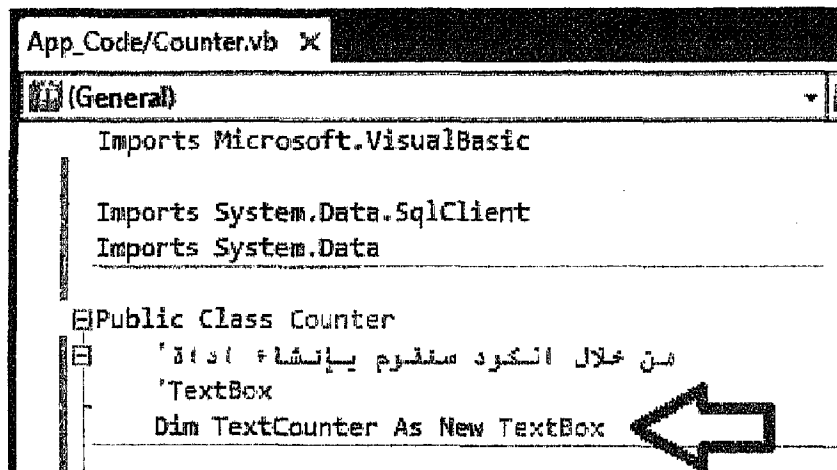 App_Code/Counter.vb
(General)
Imports Microsoft.VisualBasic
Imports System.Data.SqlClient
Imports System.Data
Public Class Counter
'من خلال الكود سنقوم بإنشاء اداة
'TextBox
Dim TextCounter As New TextBox